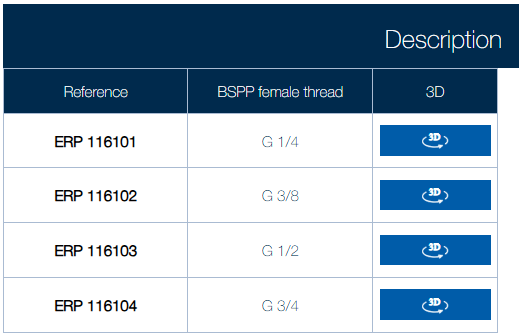 Description
Reference BSPP female thread 3D
ERP 116101 G 1/4 3D
ERP 116102 G 3/8 3D
ERP 116103 G 1/2 3D
ERP 116104 G 3/4 3D